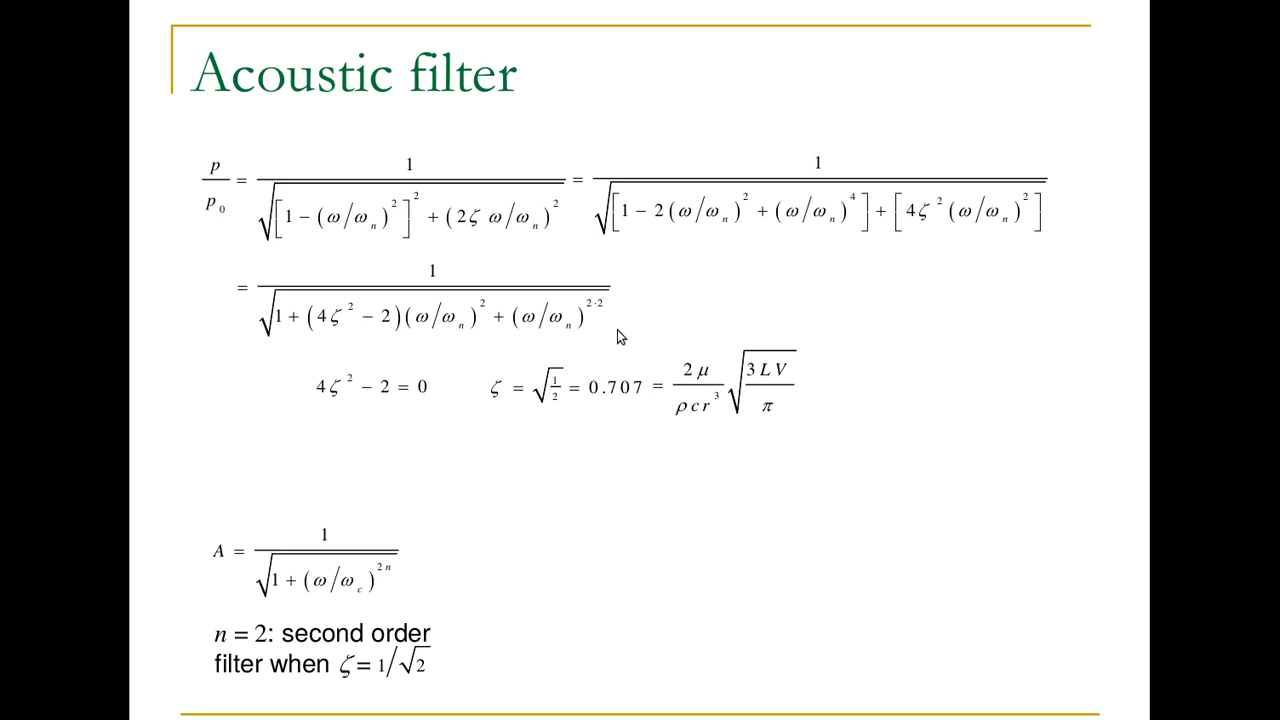 Acoustic filter
p/p₀ = 1/√([1 − (ω/ωₙ)²]² + (2ζ ω/ωₙ)²) = 1/√([1 − 2(ω/ωₙ)² + (ω/ωₙ)⁴] + [4ζ²(ω/ωₙ)²])
= 1/√(1 + (4ζ² − 2)(ω/ωₙ)² + (ω/ωₙ)^(2·2))
4ζ² − 2 = 0 ζ = √(1/2) = 0.707 = (2μ/ρcr³)√(3LV/π)
A = 1/√(1 + (ω/ω_c)^(2n))
n = 2: second order
filter when ζ = 1/√2